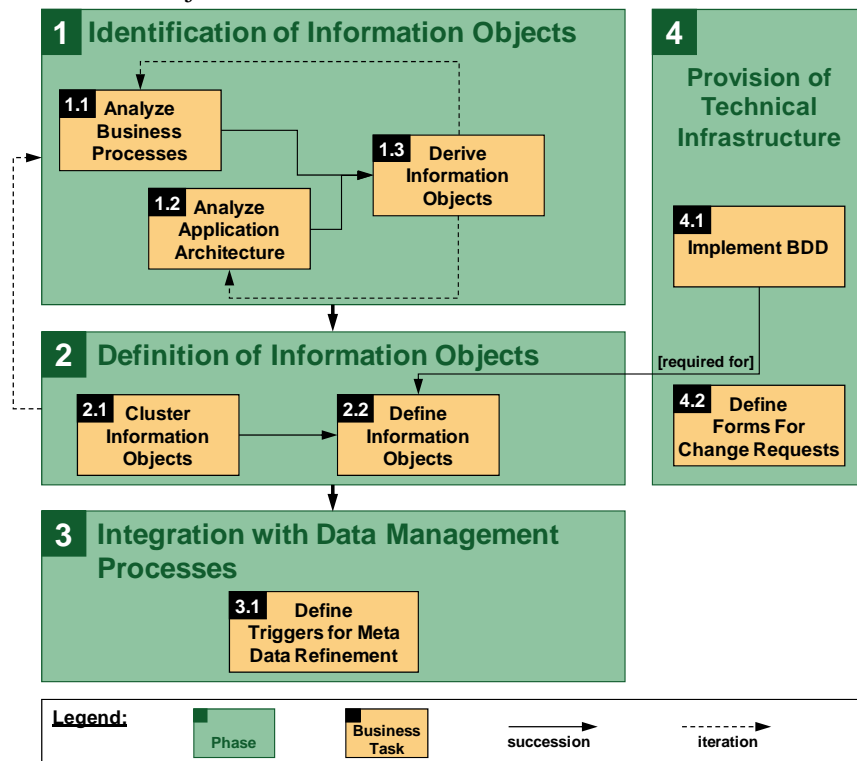 1 Identification of Information Objects
1.1 Analyze
Business
Processes
1.2 Analyze
Application
Architecture
1.3 Derive
Information
Objects
4
Provision of
Technical
Infrastructure
4.1
Implement BDD
[required for]
4.2 Define
Forms For
Change Requests
2 Definition of Information Objects
2.1 Cluster
Information
Objects
2.2 Define
Information
Objects
3 Integration with Data Management
Processes
3.1 Define
Triggers for Meta
Data Refinement
Legend:
Phase
Business
Task
succession
iteration